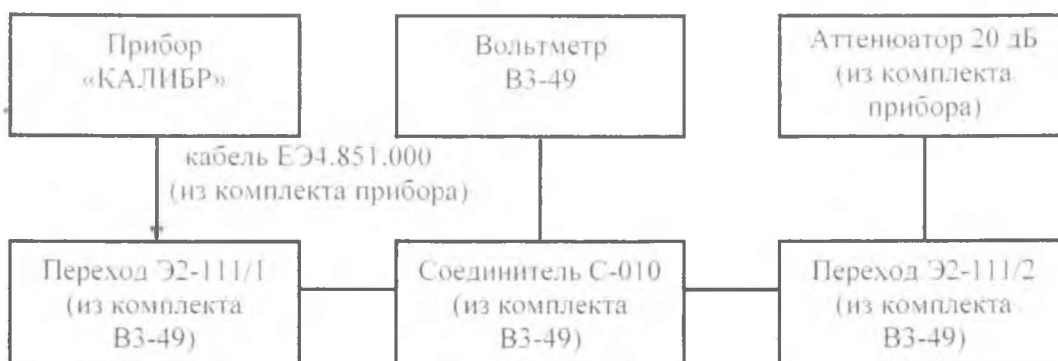 Прибор
«КАЛИБР»
Вольтметр
В3-49
Аттенюатор 20 дБ
(из комплекта
прибора)
кабель ЕЭ4.851.000
(из комплекта прибора)
Переход Э2-111/1
(из комплекта
В3-49)
Соединитель С-010
(из комплекта
В3-49)
Переход Э2-111/2
(из комплекта
В3-49)